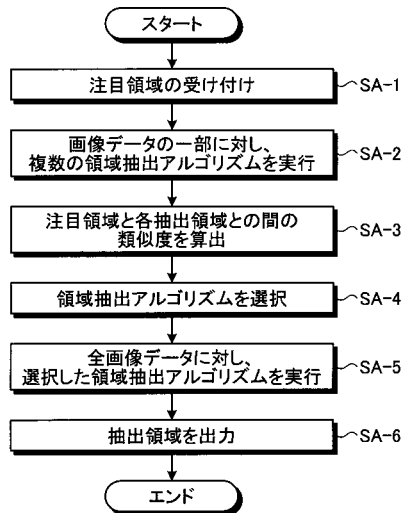 スタート
注目領域の受け付け
SA-1
画像データの一部に対し、
複数の領域抽出アルゴリズムを実行
SA-2
注目領域と各抽出領域との間の
類似度を算出
SA-3
領域抽出アルゴリズムを選択
SA-4
全画像データに対し、
選択した領域抽出アルゴリズムを実行
SA-5
抽出領域を出力
SA-6
エンド